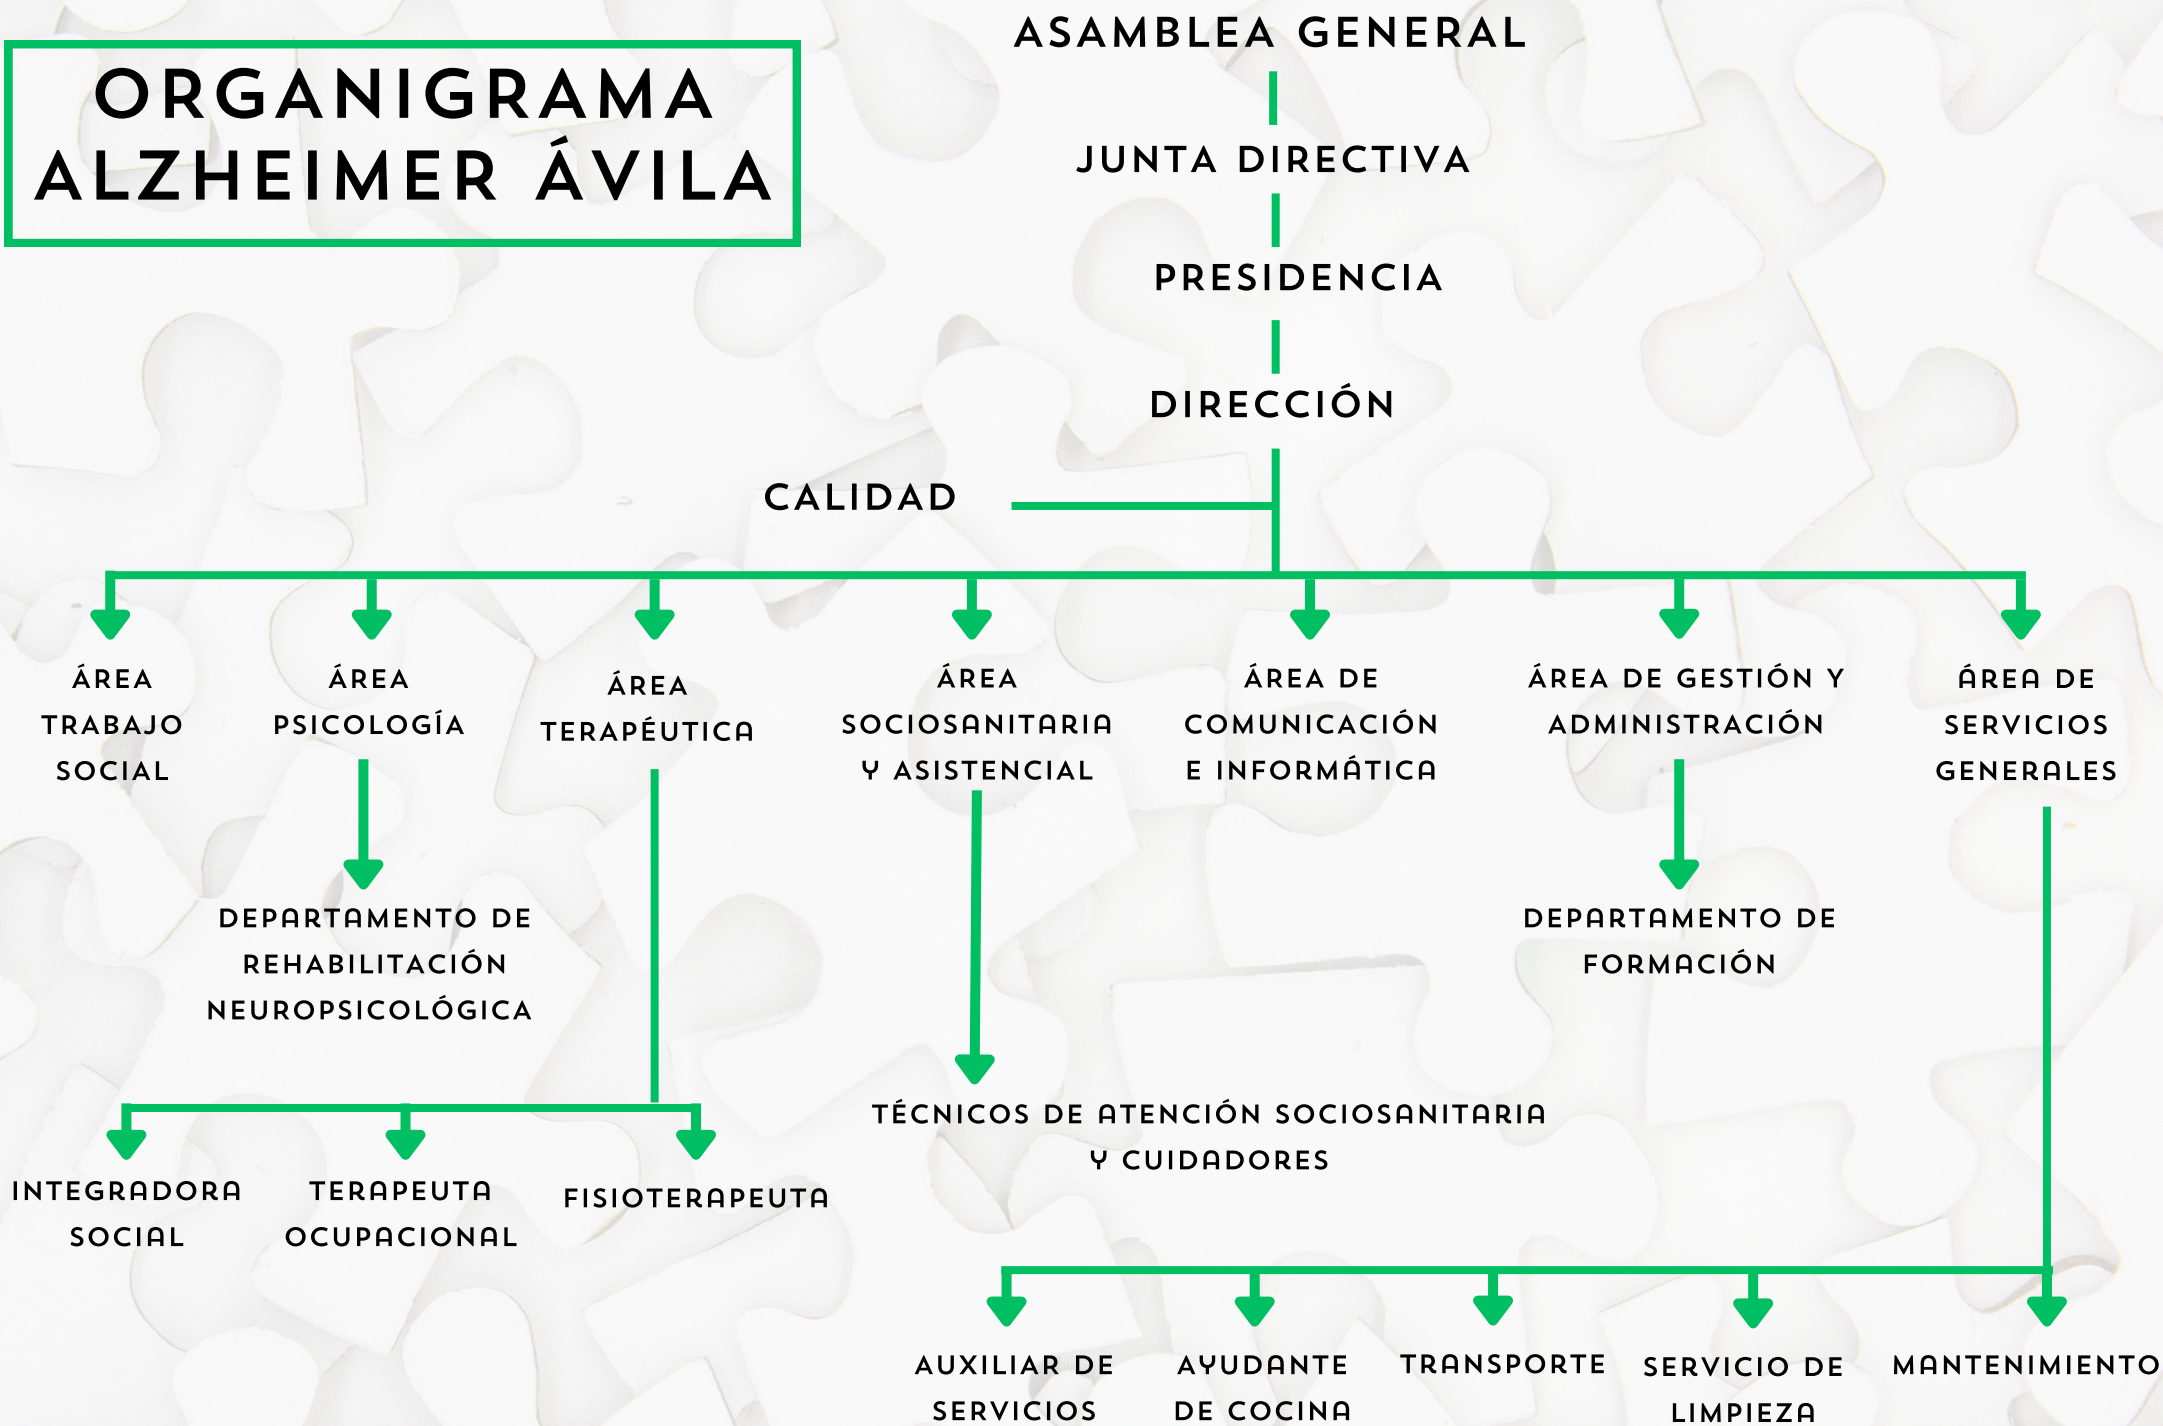 ORGANIGRAMA
ALZHEIMER ÁVILA
ASAMBLEA GENERAL
JUNTA DIRECTIVA
PRESIDENCIA
DIRECCIÓN
CALIDAD
ÁREA
TRABAJO
SOCIAL
ÁREA
PSICOLOGÍA
ÁREA
TERAPÉUTICA
ÁREA
SOCIOSANITARIA
Y ASISTENCIAL
ÁREA DE
COMUNICACIÓN
E INFORMÁTICA
ÁREA DE GESTIÓN Y
ADMINISTRACIÓN
ÁREA DE
SERVICIOS
GENERALES
DEPARTAMENTO DE
REHABILITACIÓN
NEUROPSICOLÓGICA
DEPARTAMENTO DE
FORMACIÓN
TÉCNICOS DE ATENCIÓN SOCIOSANITARIA
Y CUIDADORES
INTEGRADORA
SOCIAL
TERAPEUTA
OCUPACIONAL
FISIOTERAPEUTA
AUXILIAR DE
SERVICIOS
AYUDANTE
DE COCINA
TRANSPORTE
SERVICIO DE
LIMPIEZA
MANTENIMIENTO